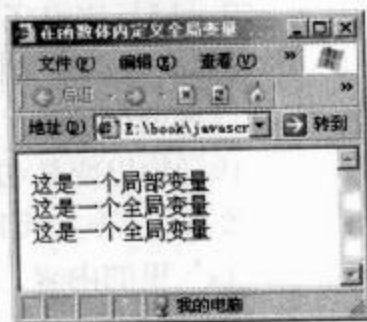 在函数体内定义全局变量 ...
文件(F) 编辑(E) 查看(V) »
后退 »
地址(D) E:\book\javascr 转到
这是一个局部变量
这是一个全局变量
这是一个全局变量
我的电脑